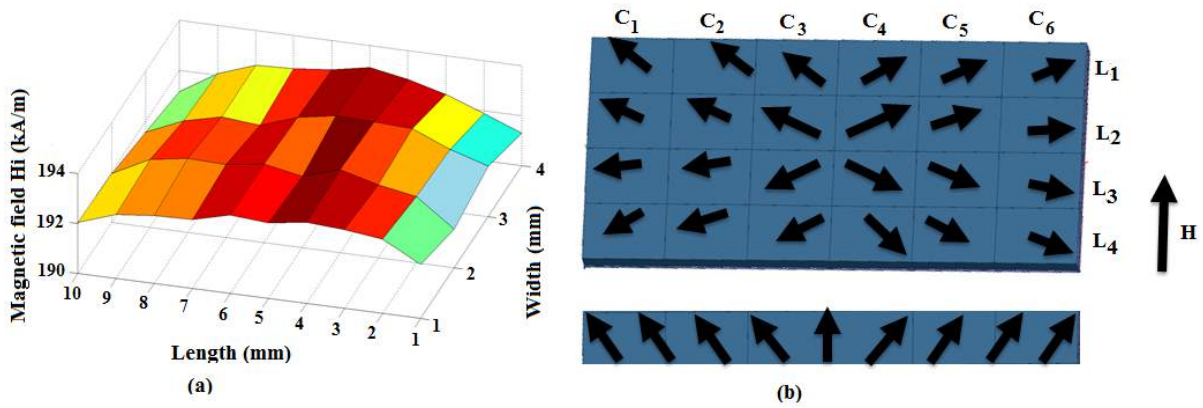 Magnetic field Hi (kA/m)
194
192
190
10
9
8
7
6
5
4
3
2
1
Length (mm)
1
2
3
4
Width (mm)
(a)
C1 C2 C3 C4 C5 C6
L1
L2
L3
L4
H
(b)